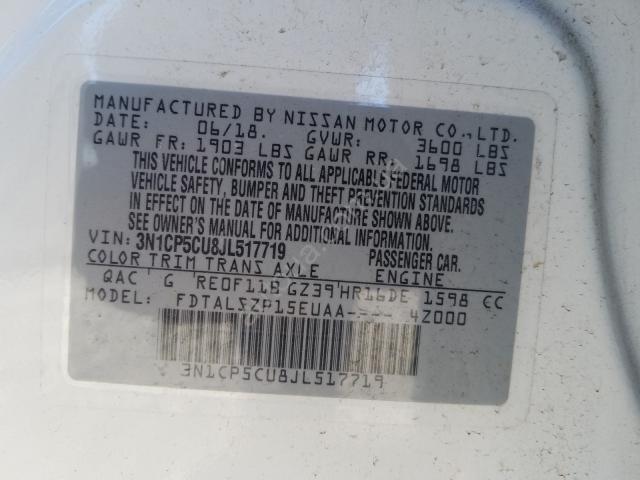 MANUFACTURED BY NISSAN MOTOR CO., LTD.
DATE: 06/18. GVWR: 3600 LBS
GAWR FR: 1903 LBS GAWR RR: 1698 LBS
THIS VEHICLE CONFORMS TO ALL APPLICABLE FEDERAL MOTOR
VEHICLE SAFETY, BUMPER AND THEFT PREVENTION STANDARDS
IN EFFECT ON THE DATE OF MANUFACTURE SHOWN ABOVE.
SEE OWNER'S MANUAL FOR ADDITIONAL INFORMATION.
VIN: 3N1CP5CU8JL517719 PASSENGER CAR.
COLOR TRIM TRANS AXLE ENGINE
QAC G RE0F11B GZ39 HR16DE 1598 CC
MODEL: FDTALSZP15EUAA---- 4Z000
3N1CP5CU8JL517719